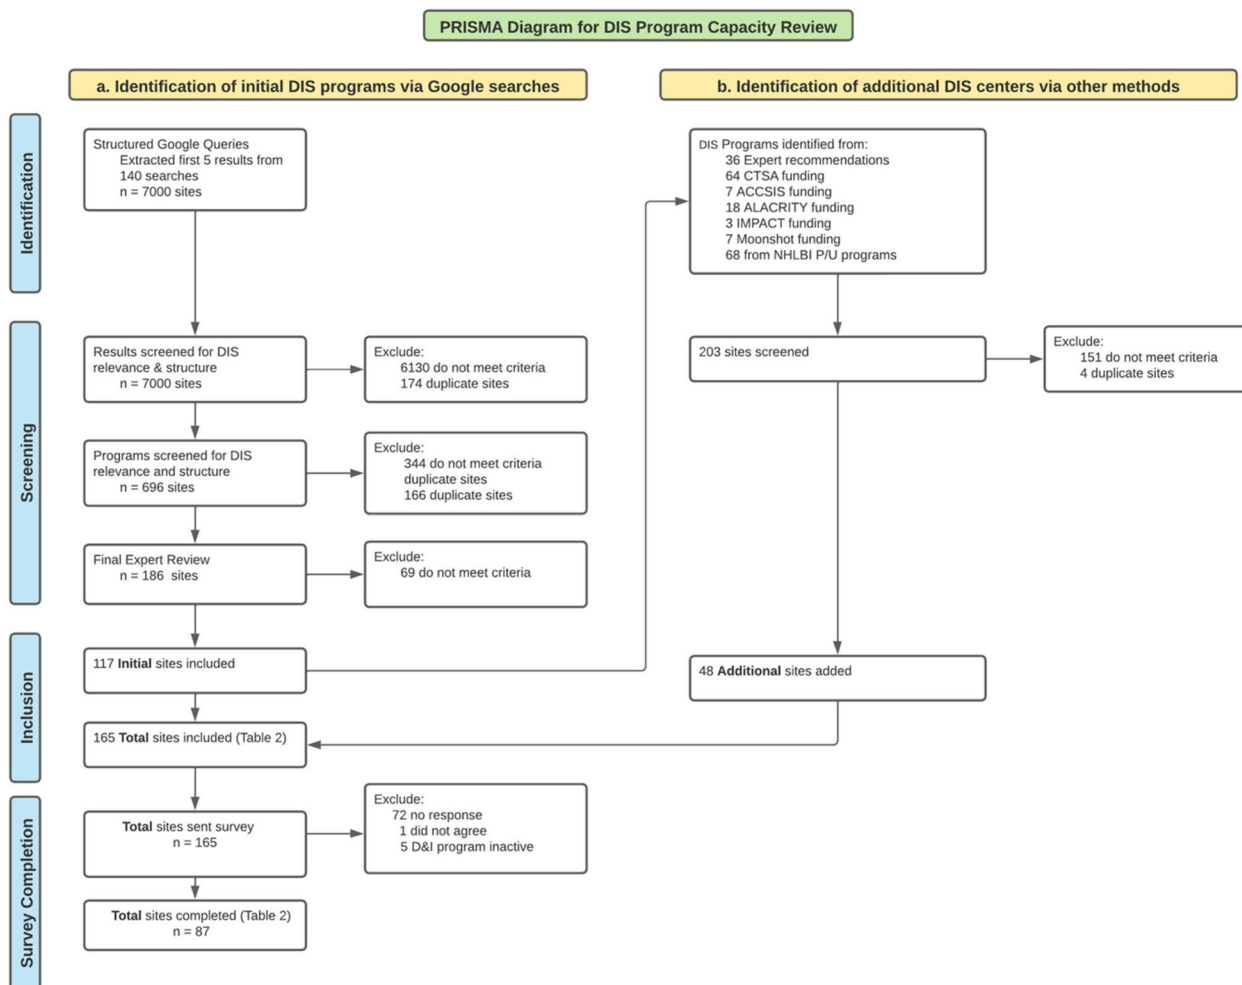 PRISMA Diagram for DIS Program Capacity Review
a. Identification of initial DIS programs via Google searches
b. Identification of additional DIS centers via other methods
Identification
Structured Google Queries
Extracted first 5 results from
140 searches
n = 7000 sites
DIS Programs identified from:
36 Expert recommendations
64 CTSA funding
7 ACCSIS funding
18 ALACRITY funding
3 IMPACT funding
7 Moonshot funding
68 from NHLBI P/U programs
Screening
Results screened for DIS
relevance & structure
n = 7000 sites
Exclude:
6130 do not meet criteria
174 duplicate sites
203 sites screened
Exclude:
151 do not meet criteria
4 duplicate sites
Programs screened for DIS
relevance and structure
n = 696 sites
Exclude:
344 do not meet criteria
duplicate sites
166 duplicate sites
Final Expert Review
n = 186 sites
Exclude:
69 do not meet criteria
Inclusion
117 Initial sites included
48 Additional sites added
165 Total sites included (Table 2)
Survey Completion
Total sites sent survey
n = 165
Exclude:
72 no response
1 did not agree
5 D&I program inactive
Total sites completed (Table 2)
n = 87